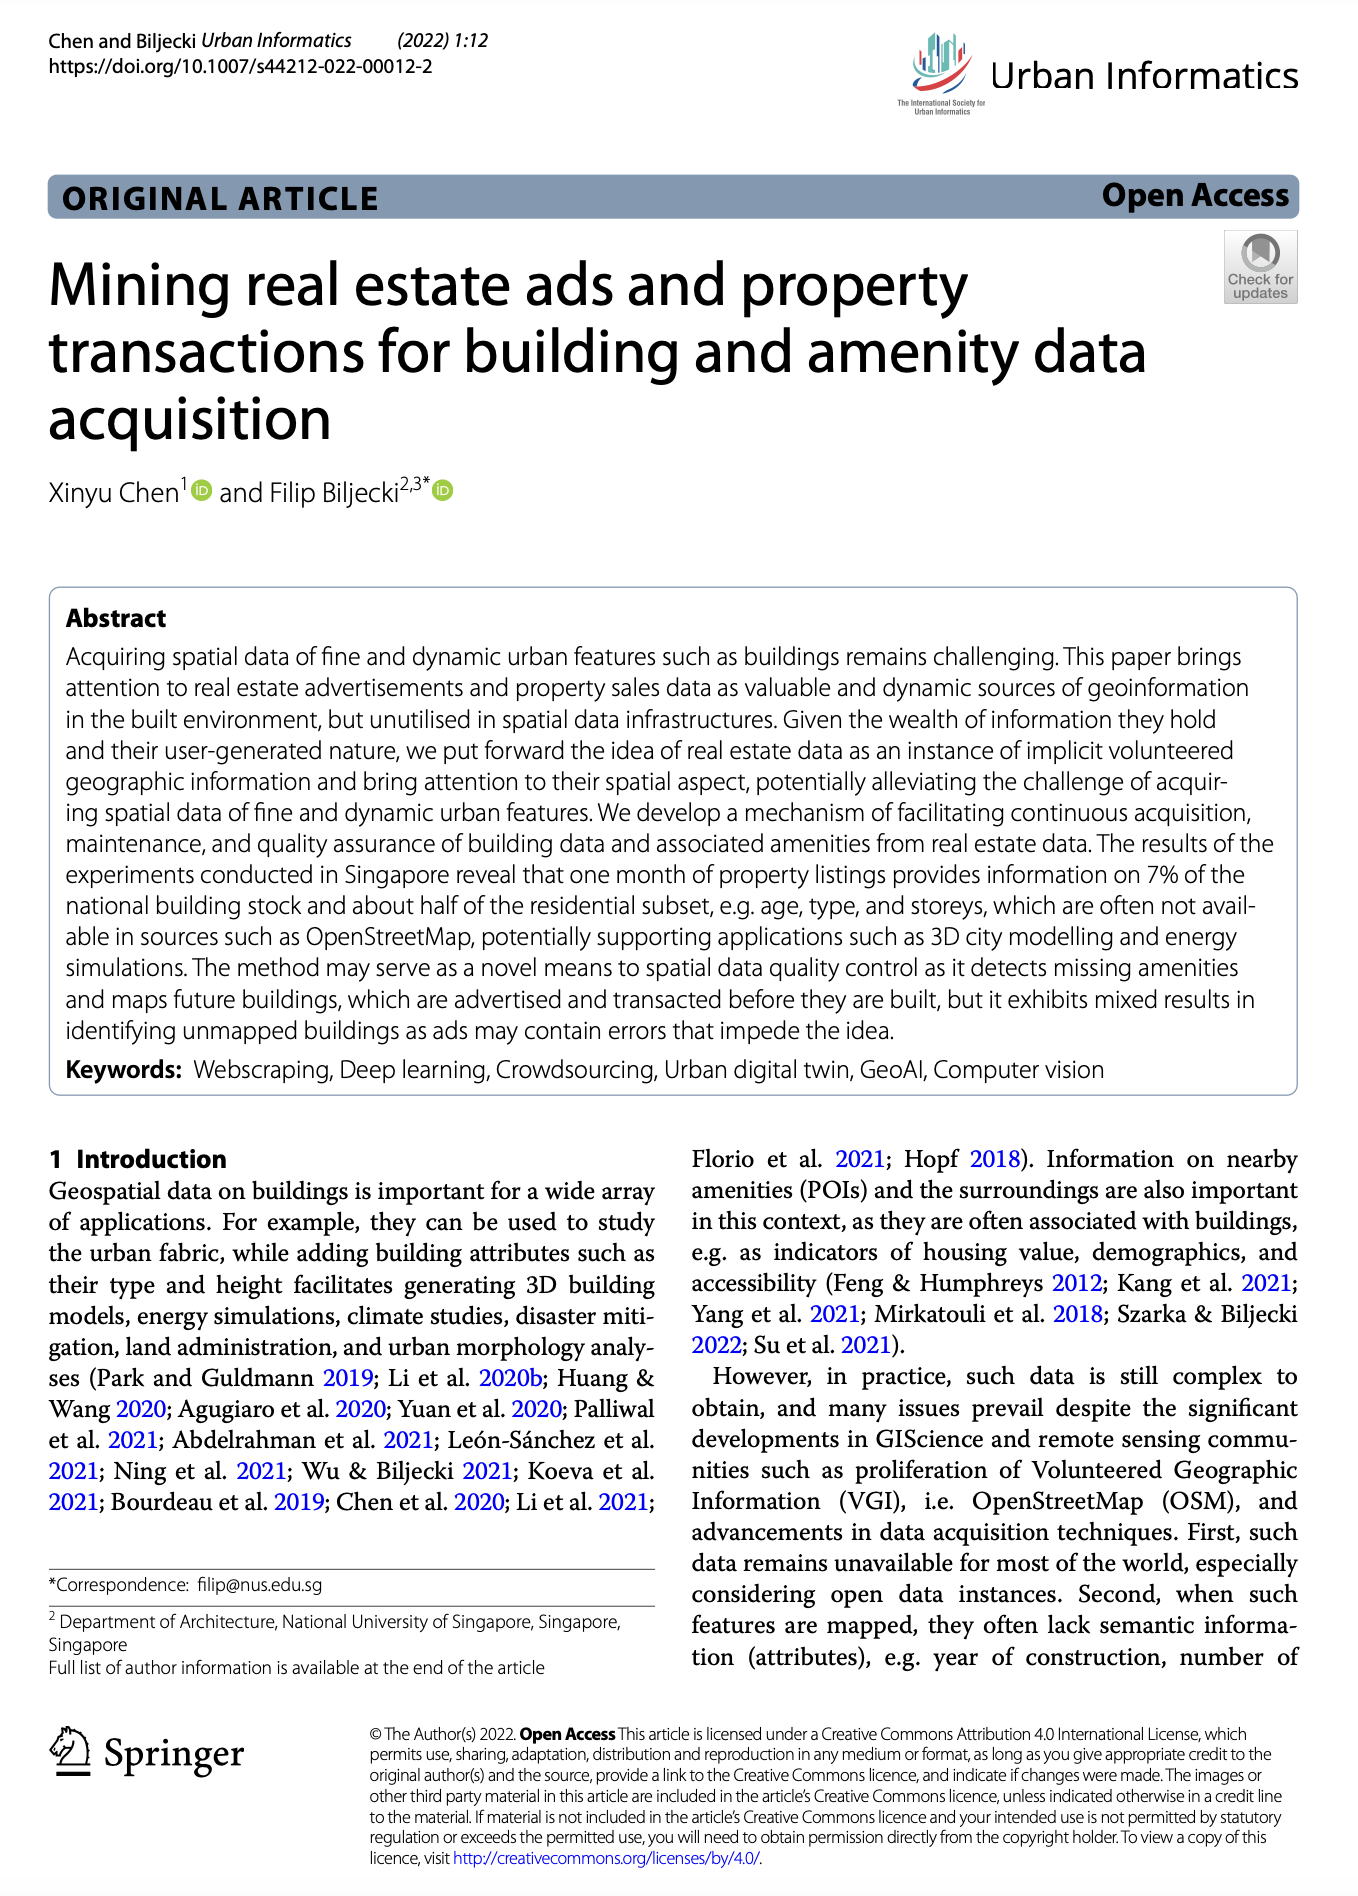 Chen and Biljecki Urban Informatics (2022) 1:12
https://doi.org/10.1007/s44212-022-00012-2
The International Society for
Urban Informatics
Urban Informatics
ORIGINAL ARTICLE
Open Access
Check for
updates
Mining real estate ads and property
transactions for building and amenity data
acquisition
Xinyu Chen1 iD and Filip Biljecki2,3* iD
Abstract
Acquiring spatial data of fine and dynamic urban features such as buildings remains challenging. This paper brings
attention to real estate advertisements and property sales data as valuable and dynamic sources of geoinformation
in the built environment, but unutilised in spatial data infrastructures. Given the wealth of information they hold
and their user-generated nature, we put forward the idea of real estate data as an instance of implicit volunteered
geographic information and bring attention to their spatial aspect, potentially alleviating the challenge of acquir-
ing spatial data of fine and dynamic urban features. We develop a mechanism of facilitating continuous acquisition,
maintenance, and quality assurance of building data and associated amenities from real estate data. The results of the
experiments conducted in Singapore reveal that one month of property listings provides information on 7% of the
national building stock and about half of the residential subset, e.g. age, type, and storeys, which are often not avail-
able in sources such as OpenStreetMap, potentially supporting applications such as 3D city modelling and energy
simulations. The method may serve as a novel means to spatial data quality control as it detects missing amenities
and maps future buildings, which are advertised and transacted before they are built, but it exhibits mixed results in
identifying unmapped buildings as ads may contain errors that impede the idea.
Keywords: Webscraping, Deep learning, Crowdsourcing, Urban digital twin, GeoAI, Computer vision
1 Introduction
Geospatial data on buildings is important for a wide array
of applications. For example, they can be used to study
the urban fabric, while adding building attributes such as
their type and height facilitates generating 3D building
models, energy simulations, climate studies, disaster miti-
gation, land administration, and urban morphology analy-
ses (Park and Guldmann 2019; Li et al. 2020b; Huang &
Wang 2020; Agugiaro et al. 2020; Yuan et al. 2020; Palliwal
et al. 2021; Abdelrahman et al. 2021; León-Sánchez et al.
2021; Ning et al. 2021; Wu & Biljecki 2021; Koeva et al.
2021; Bourdeau et al. 2019; Chen et al. 2020; Li et al. 2021;
Florio et al. 2021; Hopf 2018). Information on nearby
amenities (POIs) and the surroundings are also important
in this context, as they are often associated with buildings,
e.g. as indicators of housing value, demographics, and
accessibility (Feng & Humphreys 2012; Kang et al. 2021;
Yang et al. 2021; Mirkatouli et al. 2018; Szarka & Biljecki
2022; Su et al. 2021).
However, in practice, such data is still complex to
obtain, and many issues prevail despite the significant
developments in GIScience and remote sensing commu-
nities such as proliferation of Volunteered Geographic
Information (VGI), i.e. OpenStreetMap (OSM), and
advancements in data acquisition techniques. First, such
data remains unavailable for most of the world, especially
considering open data instances. Second, when such
features are mapped, they often lack semantic informa-
tion (attributes), e.g. year of construction, number of
*Correspondence: filip@nus.edu.sg
2 Department of Architecture, National University of Singapore, Singapore,
Singapore
Full list of author information is available at the end of the article
Springer
© The Author(s) 2022. Open Access This article is licensed under a Creative Commons Attribution 4.0 International License, which
permits use, sharing, adaptation, distribution and reproduction in any medium or format, as long as you give appropriate credit to the
original author(s) and the source, provide a link to the Creative Commons licence, and indicate if changes were made. The images or
other third party material in this article are included in the article's Creative Commons licence, unless indicated otherwise in a credit line
to the material. If material is not included in the article's Creative Commons licence and your intended use is not permitted by statutory
regulation or exceeds the permitted use, you will need to obtain permission directly from the copyright holder. To view a copy of this
licence, visit http://creativecommons.org/licenses/by/4.0/.